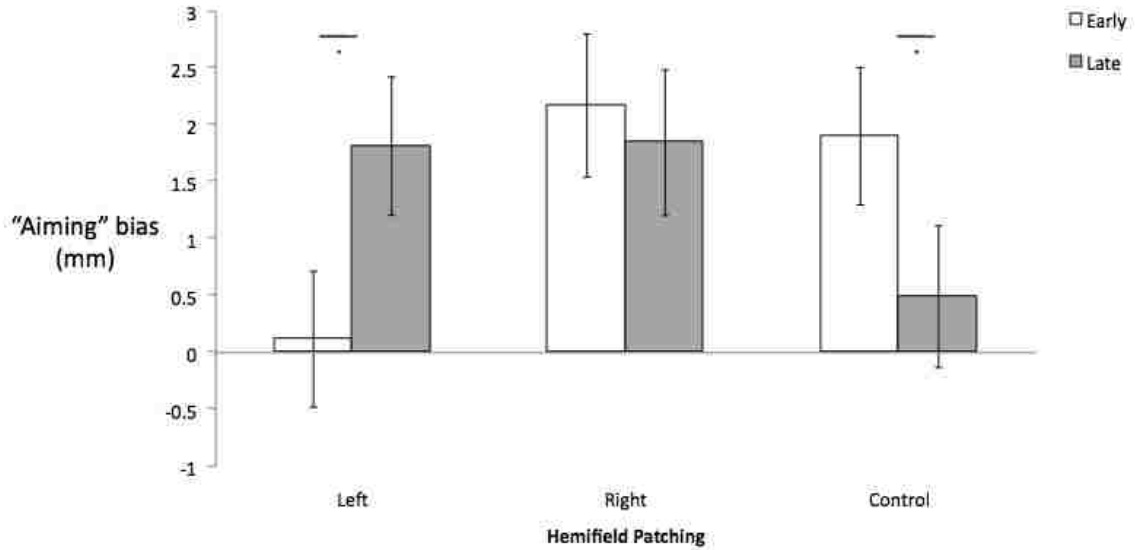 3
2.5
2
1.5
1
0.5
0
-0.5
-1
"Aiming" bias
(mm)
Early
Late
Left Right Control
Hemifield Patching